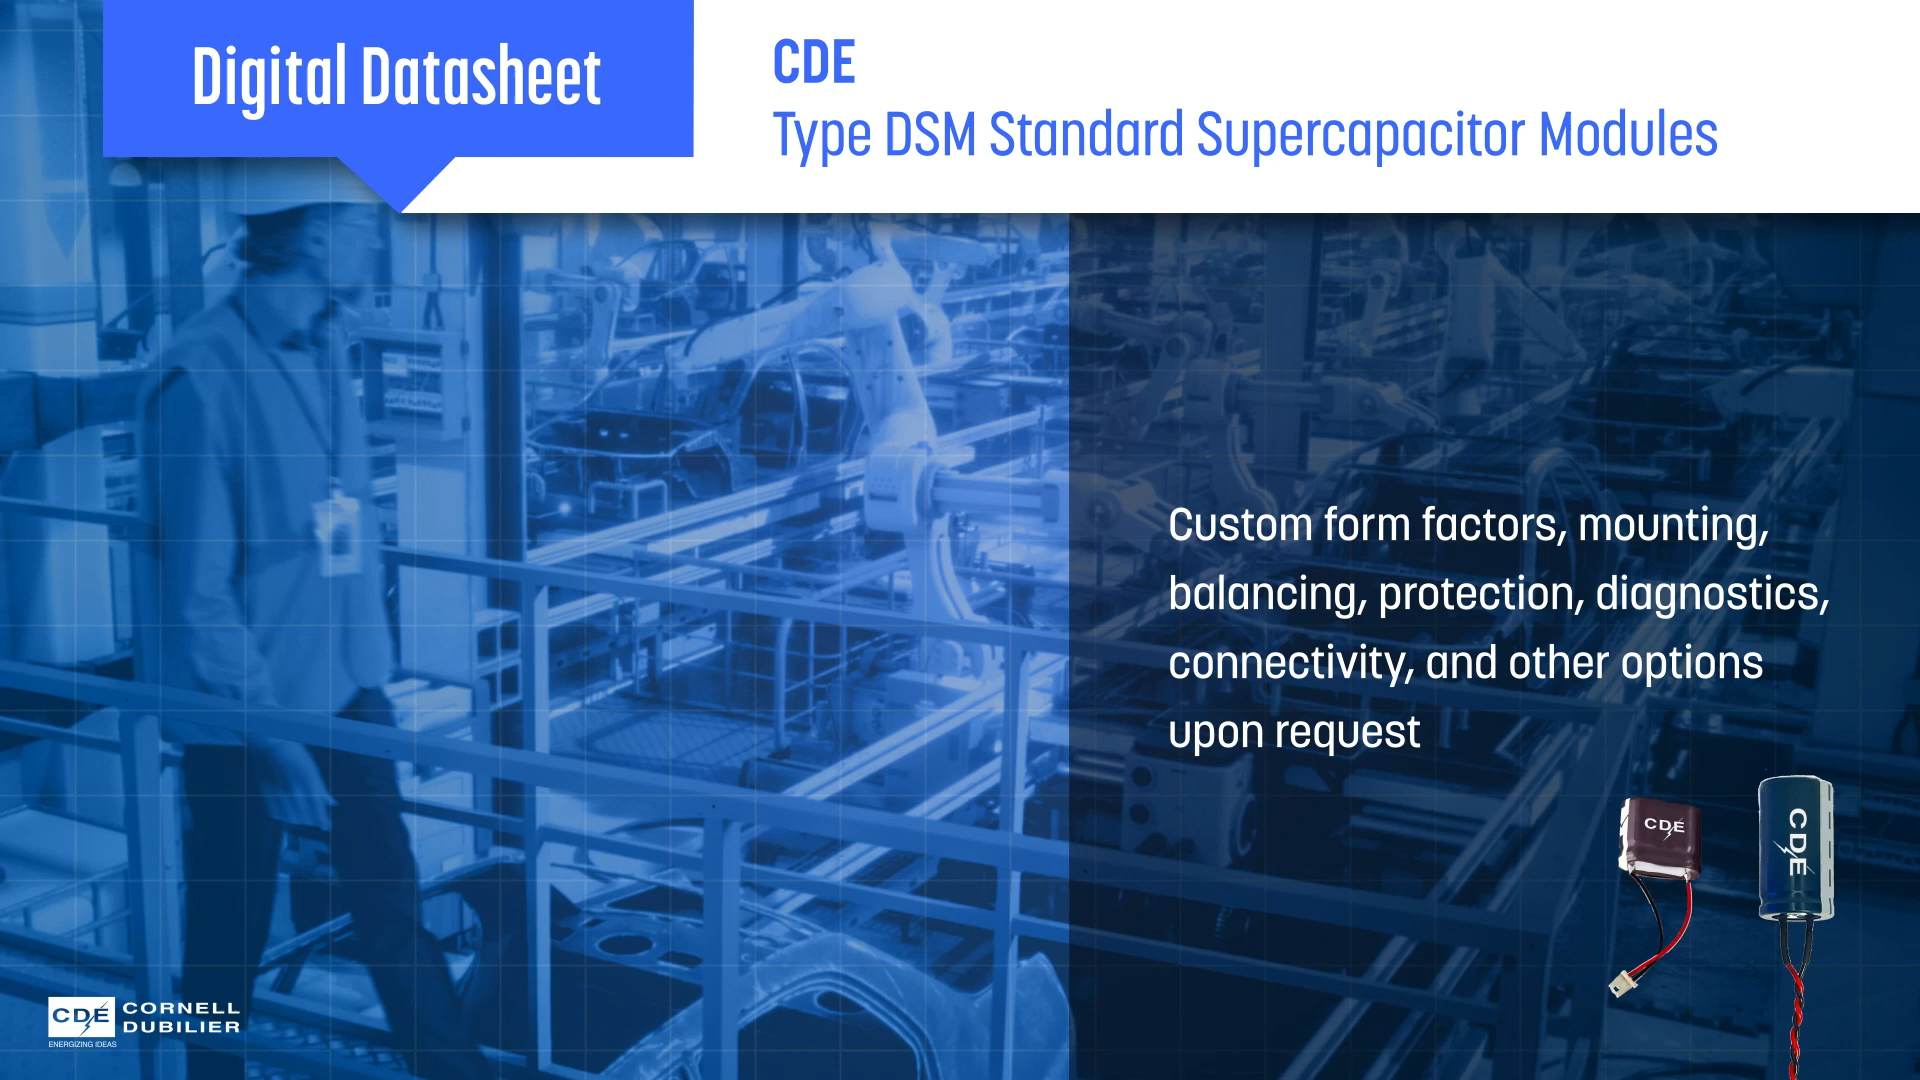 Digital Datasheet
CDE
Type DSM Standard Supercapacitor Modules
Custom form factors, mounting,
balancing, protection, diagnostics,
connectivity, and other options
upon request
CDE
CDE
CDE
CORNELL
DUBILIER
ENERGIZING IDEAS